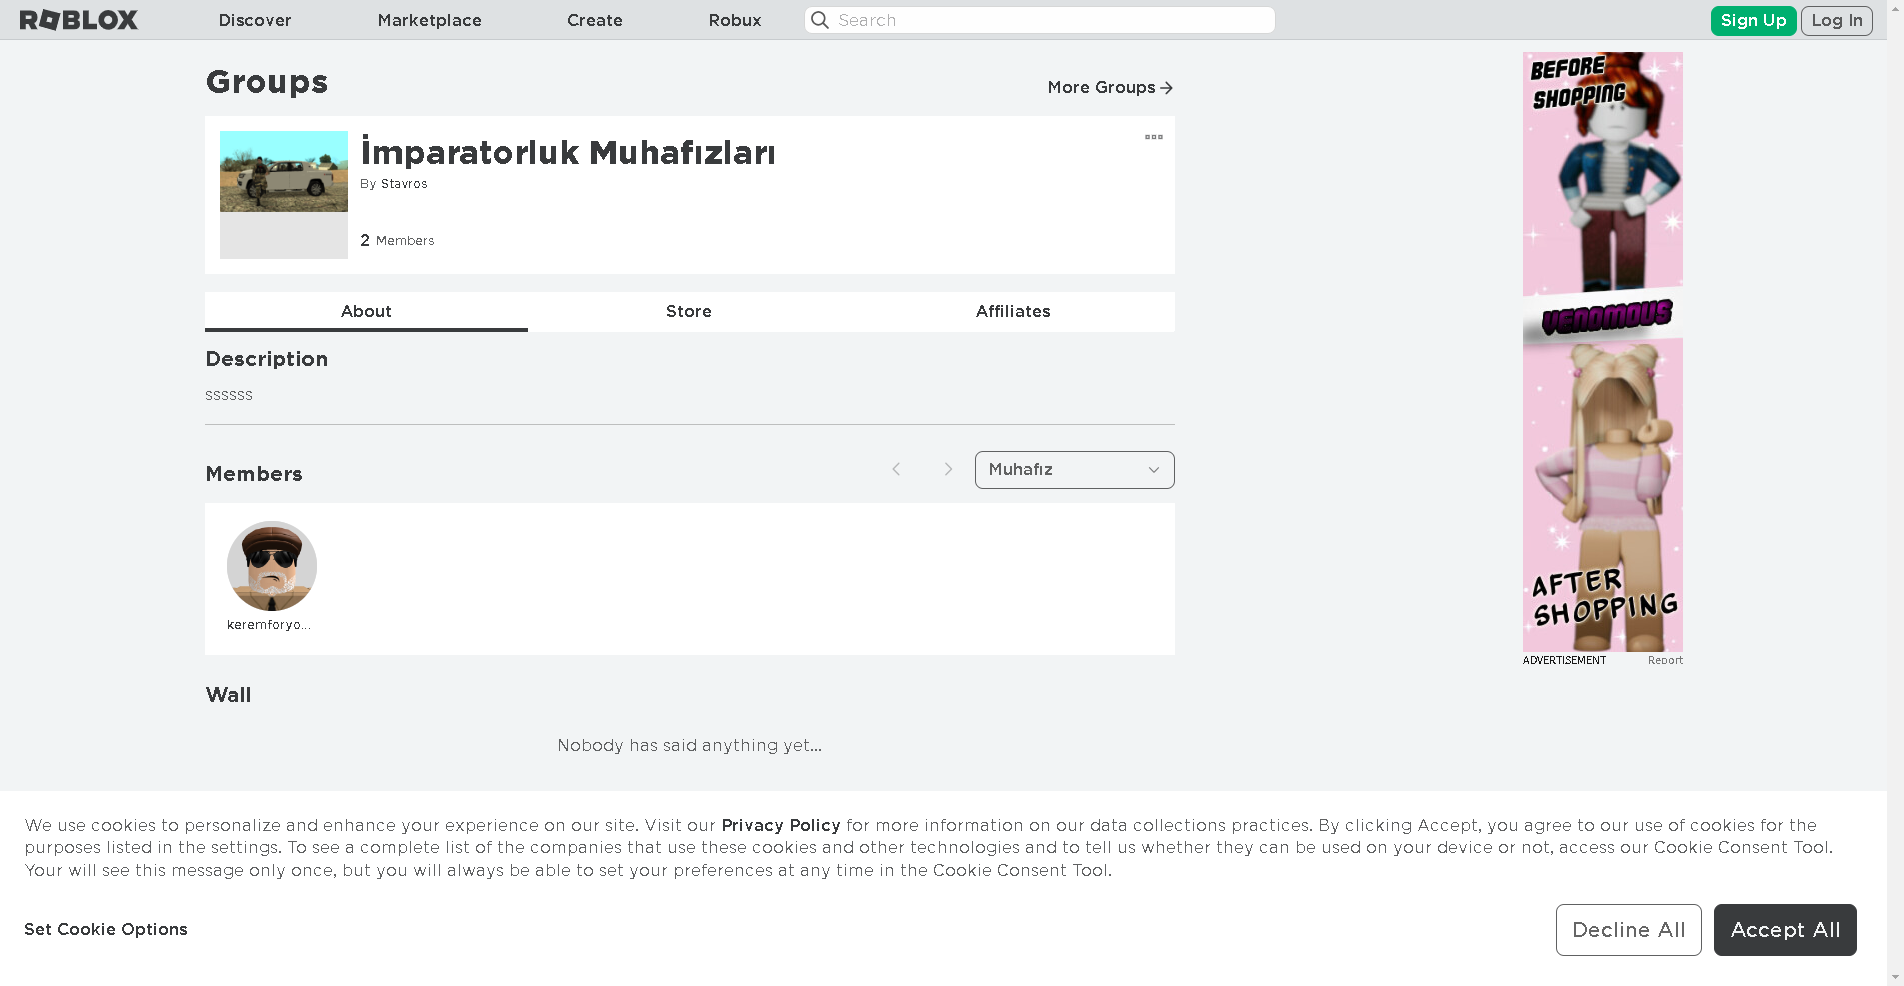 ROBLOX
Discover
Marketplace
Create
Robux
Search
Sign Up
Log In
Groups
More Groups
İmparatorluk Muhafızları
By Stavros
2 Members
About
Store
Affiliates
Description
ssssss
Members
Muhafız
keremforyo...
Wall
Nobody has said anything yet...
BEFORE
SHOPPING
VENOMOUS
AFTER
SHOPPING
ADVERTISEMENT
Report
We use cookies to personalize and enhance your experience on our site. Visit our Privacy Policy for more information on our data collections practices. By clicking Accept, you agree to our use of cookies for the
purposes listed in the settings. To see a complete list of the companies that use these cookies and other technologies and to tell us whether they can be used on your device or not, access our Cookie Consent Tool.
Your will see this message only once, but you will always be able to set your preferences at any time in the Cookie Consent Tool.
Set Cookie Options
Decline All
Accept All